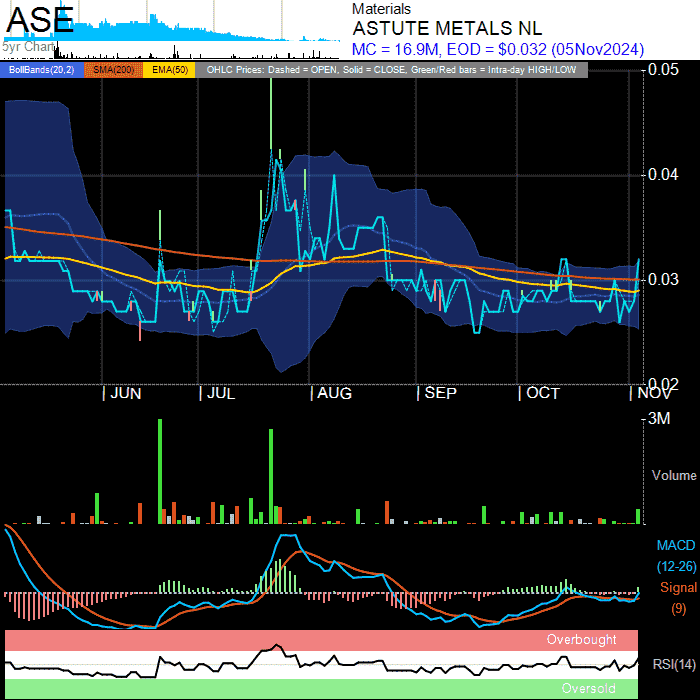 ASE
5yr Chart
Materials
ASTUTE METALS NL
MC = 16.9M, EOD = $0.032 (05Nov2024)
BollBands(20,2) SMA(200) EMA(50) OHLC Prices: Dashed = OPEN, Solid = CLOSE, Green/Red bars = Intra-day HIGH/LOW
0.05
0.04
0.03
0.02
JUN JUL AUG SEP OCT NOV
3M
Volume
MACD
(12-26)
Signal
(9)
Overbought
RSI(14)
Oversold